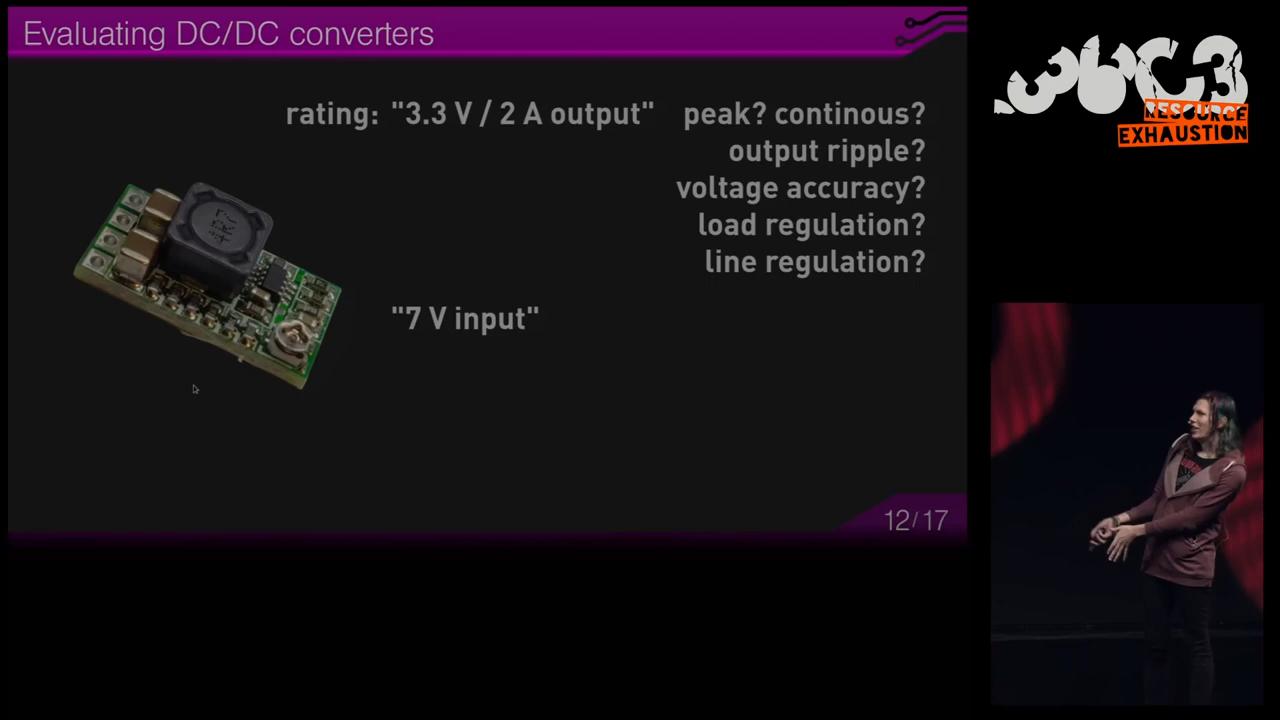 Evaluating DC/DC converters
rating: "3.3 V / 2 A output" peak? continous?
output ripple?
voltage accuracy?
load regulation?
line regulation?
"7 V input"
12/17
36C3
RESOURCE
EXHAUSTION